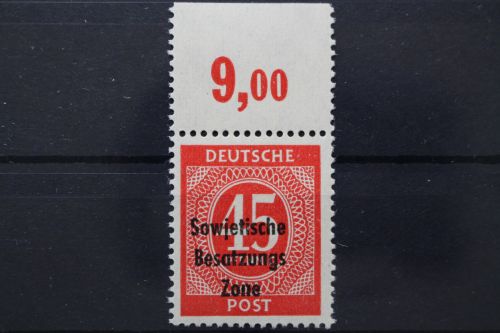 9,00
DEUTSCHE
45
Sowjetische
Besatzungs
Zone
POST